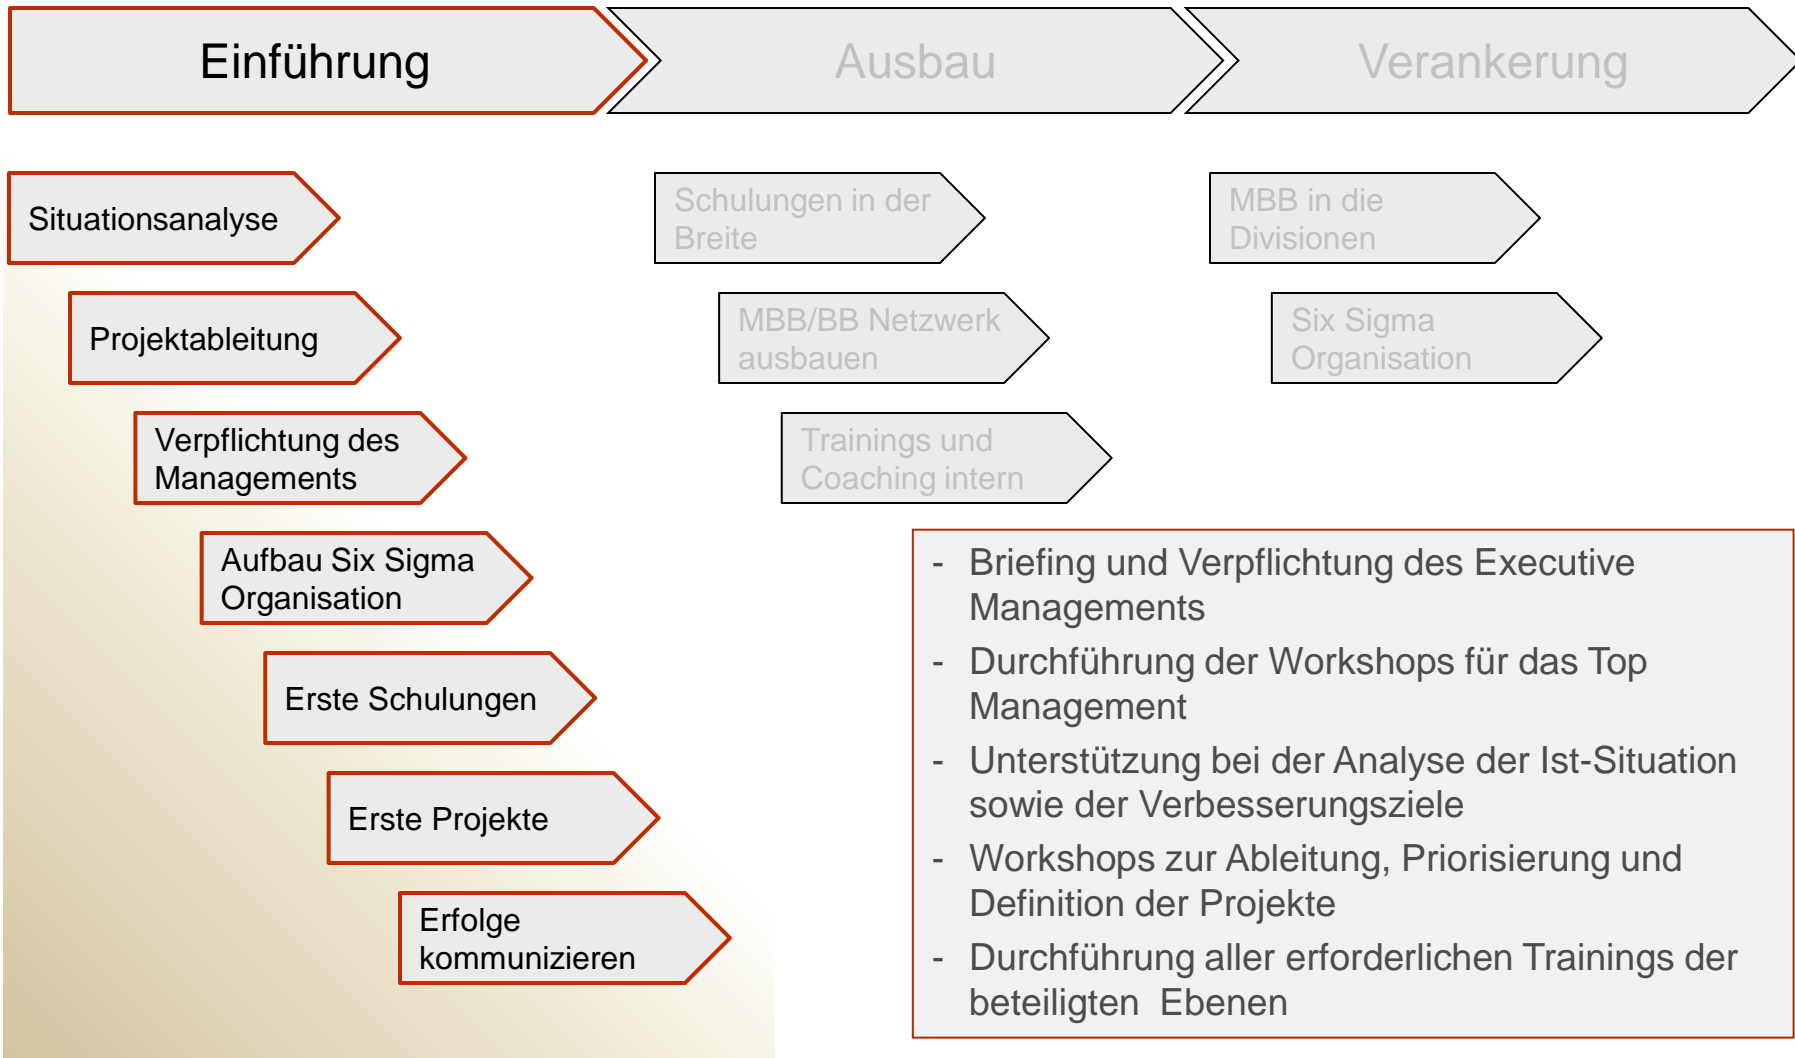 Einführung
Ausbau
Verankerung
Situationsanalyse
Projektableitung
Verpflichtung des
Managements
Aufbau Six Sigma
Organisation
Erste Schulungen
Erste Projekte
Erfolge
kommunizieren
Schulungen in der
Breite
MBB/BB Netzwerk
ausbauen
Trainings und
Coaching intern
MBB in die
Divisionen
Six Sigma
Organisation
- Briefing und Verpflichtung des Executive
Managements
- Durchführung der Workshops für das Top
Management
- Unterstützung bei der Analyse der Ist-Situation
sowie der Verbesserungsziele
- Workshops zur Ableitung, Priorisierung und
Definition der Projekte
- Durchführung aller erforderlichen Trainings der
beteiligten  Ebenen